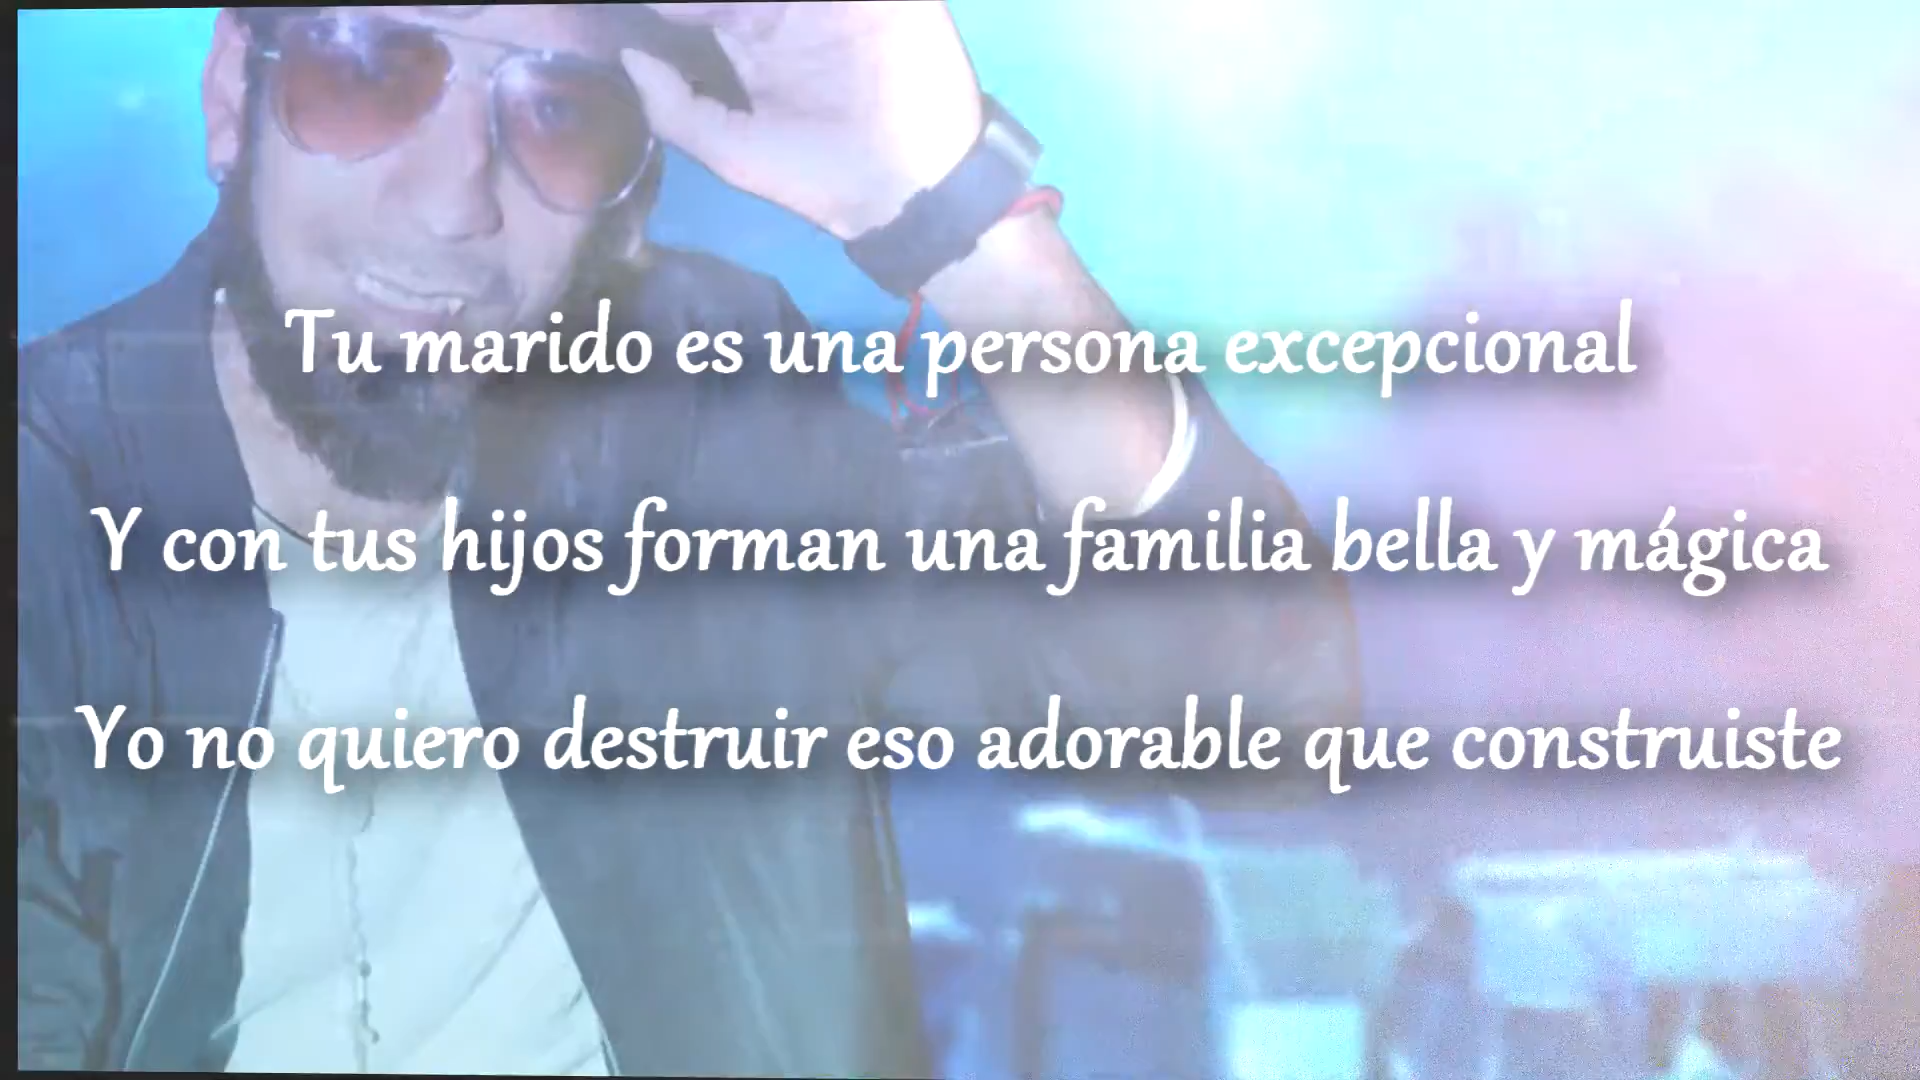 Tu marido es una persona excepcional
Y con tus hijos forman una familia bella y mágica
Yo no quiero destruir eso adorable que construiste